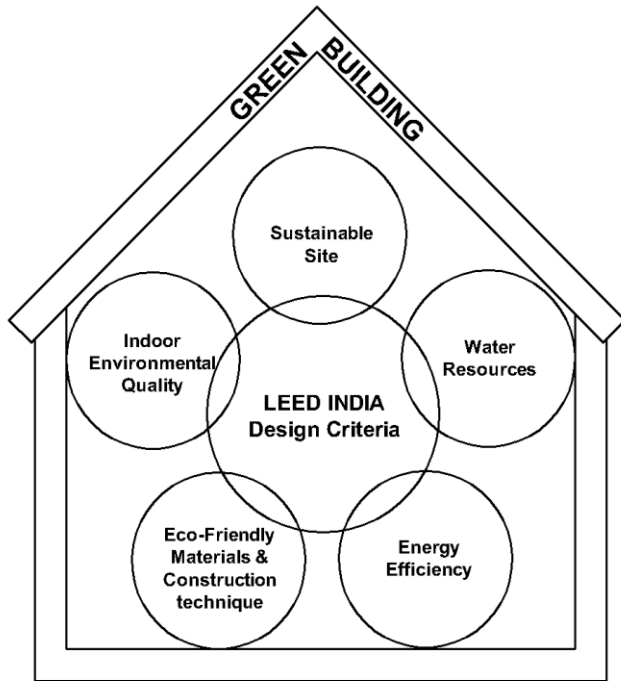 GREEN BUILDING
Sustainable
Site
Indoor
Environmental
Quality
Water
Resources
LEED INDIA
Design Criteria
Eco-Friendly
Materials &
Construction
technique
Energy
Efficiency